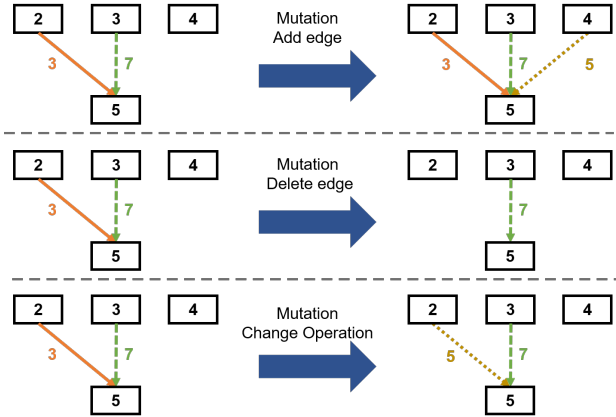 2 3 4 Mutation 2 3 4
Add edge
3 7 3 7 5
5 5
2 3 4 Mutation 2 3 4
Delete edge
3 7 7
5 5
2 3 4 Mutation 2 3 4
Change Operation
3 7 5 7
5 5